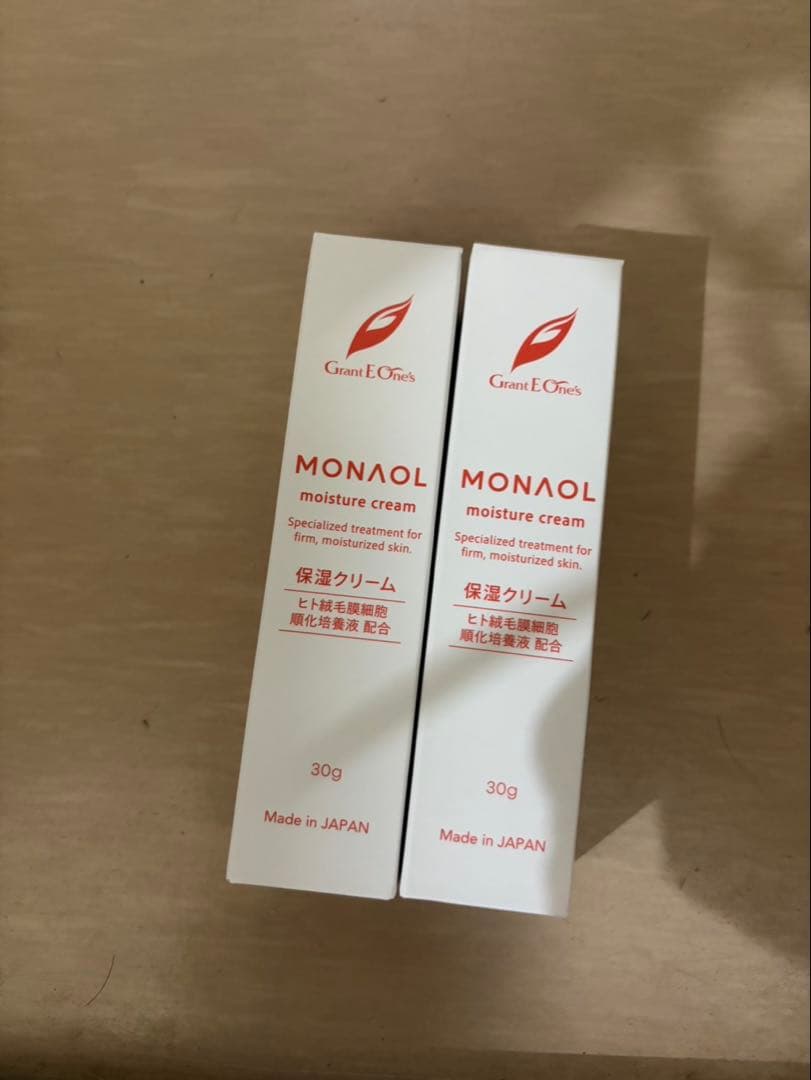 Grant E One's
MONAOL
moisture cream
Specialized treatment for
firm, moisturized skin.
保湿クリーム
ヒト絨毛膜細胞
順化培養液 配合
30g
Made in JAPAN
Grant E One's
MONAOL
moisture cream
Specialized treatment for
firm, moisturized skin.
保湿クリーム
ヒト絨毛膜細胞
順化培養液 配合
30g
Made in JAPAN